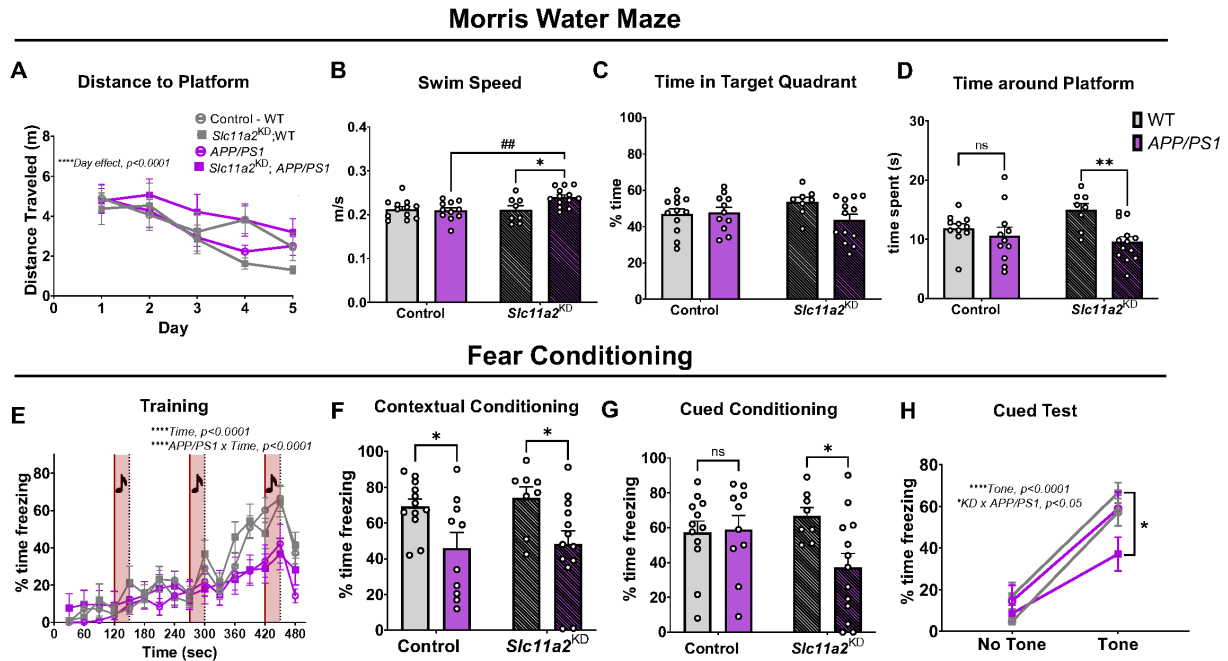 Morris Water Maze
A
Distance to Platform
Distance Traveled (m)
8
6
4
2
0
Control - WT
Slc11a2KD;WT
APP/PS1
Slc11a2KD; APP/PS1
****Day effect, p<0.0001
0 1 2 3 4 5
Day
B
Swim Speed
m/s
0.4
0.3
0.2
0.1
0.0
##
*
Control Slc11a2KD
C
Time in Target Quadrant
% time
100
80
60
40
20
0
Control Slc11a2KD
D
Time around Platform
time spent (s)
30
20
10
0
ns
**
WT
APP/PS1
Control Slc11a2KD
Fear Conditioning
E
Training
****Time, p<0.0001
****APP/PS1 x Time, p<0.0001
% time freezing
80
60
40
20
0
0 60 120 180 240 300 360 420 480
Time (sec)
F
Contextual Conditioning
% time freezing
100
80
60
40
20
0
*
*
Control Slc11a2KD
G
Cued Conditioning
% time freezing
100
80
60
40
20
0
ns
*
Control Slc11a2KD
H
Cued Test
% time freezing
80
60
40
20
0
****Tone, p<0.0001
*KD x APP/PS1, p<0.05
*
No Tone Tone